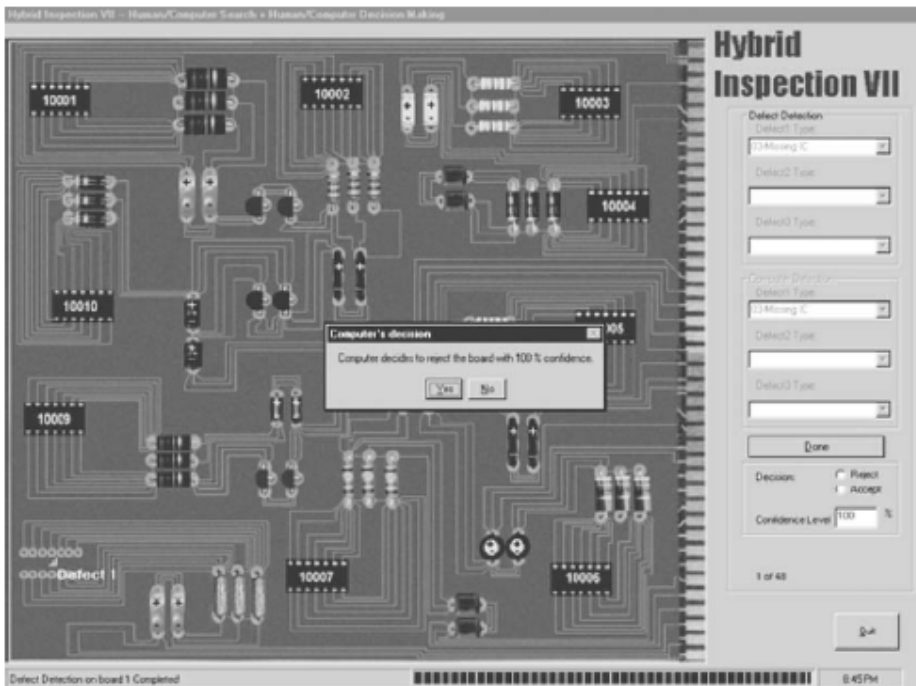 Hybrid Inspection VII -- Human/Computer Search + Human/Computer Decision Making
Hybrid
Inspection VII
10001
10002
10003
10004
10010
05
10009
10007
10006
Defect 1
Computer's decision
Computer decides to reject the board with 100 % confidence.
Yes
No
Defect Detection
Defect1 Type:
03-Missing IC
Defect2 Type:
Defect3 Type:
Computer Detection
Defect1 Type:
03-Missing IC
Defect2 Type:
Defect3 Type:
Done
Decision:
Reject
Accept
Confidence Level
100
%
1 of 48
Quit
Defect Detection on board 1 Completed
8:45 PM